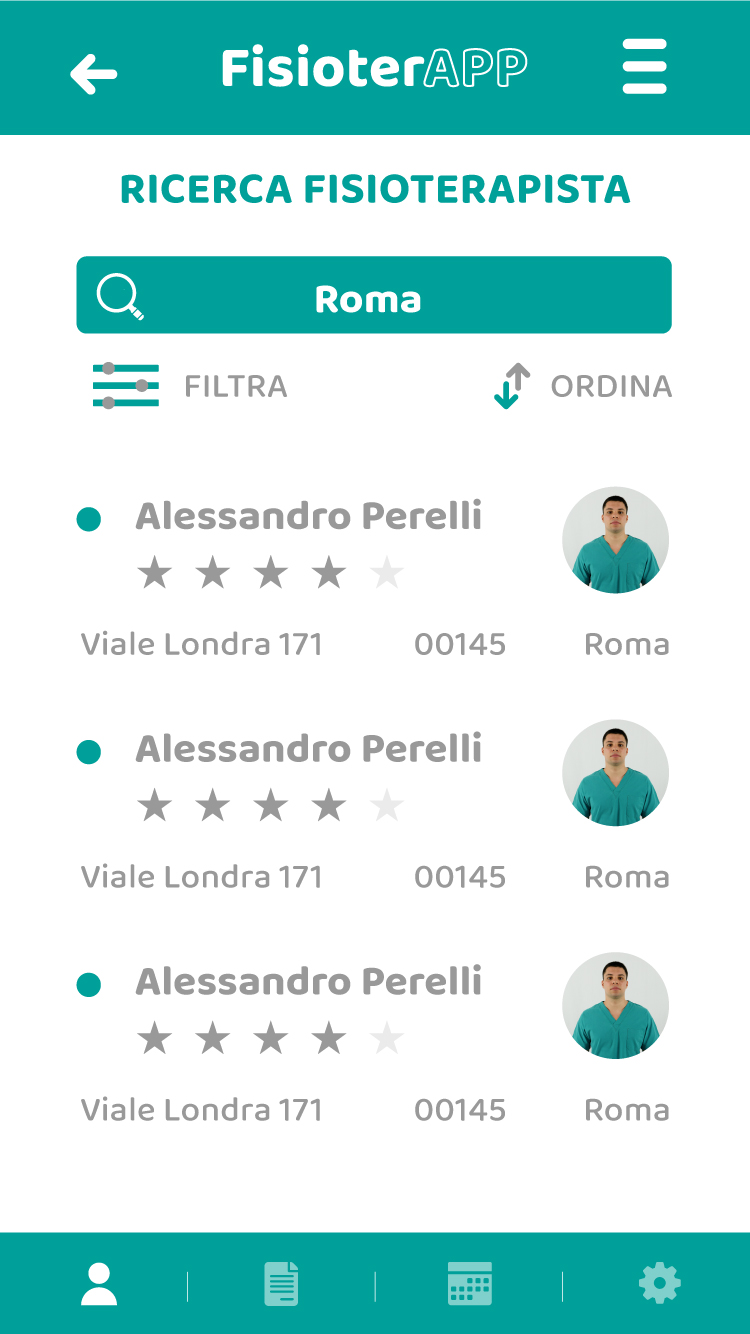 FisioterAPP
RICERCA FISIOTERAPISTA
Roma
FILTRA ORDINA
Alessandro Perelli
Viale Londra 171 00145 Roma
Alessandro Perelli
Viale Londra 171 00145 Roma
Alessandro Perelli
Viale Londra 171 00145 Roma